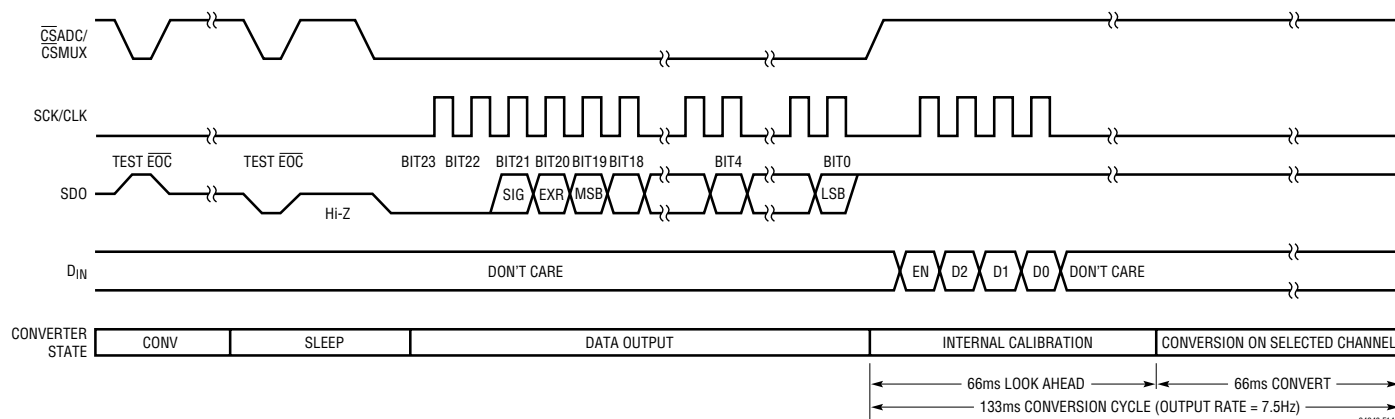 CSADC/
CSMUX
SCK/CLK
TEST EOC TEST EOC BIT23 BIT22 BIT21 BIT20 BIT19 BIT18 BIT4 BIT0
SDO SIG EXR MSB LSB
Hi-Z
DIN DON'T CARE EN D2 D1 D0 DON'T CARE
CONVERTER
STATE
CONV SLEEP DATA OUTPUT INTERNAL CALIBRATION CONVERSION ON SELECTED CHANNEL
66ms LOOK AHEAD 66ms CONVERT
133ms CONVERSION CYCLE (OUTPUT RATE = 7.5Hz)